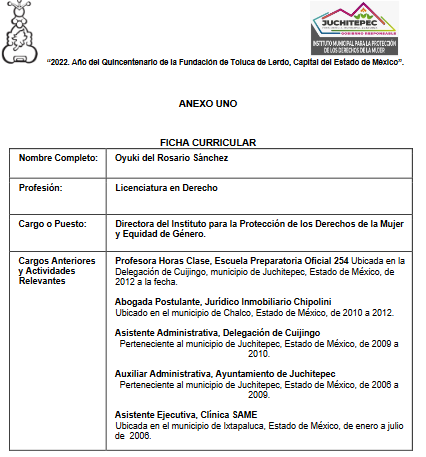 JUCHITEPEC
GOBIERNO RESPONSABLE
INSTITUTO MUNICIPAL PARA LA PROTECCIÓN
DE LOS DERECHOS DE LA MUJER
“2022. Año del Quincentenario de la Fundación de Toluca de Lerdo, Capital del Estado de México”.
ANEXO UNO
FICHA CURRICULAR
Nombre Completo: Oyuki del Rosario Sánchez
Profesión: Licenciatura en Derecho
Cargo o Puesto: Directora del Instituto para la Protección de los Derechos de la Mujer
y Equidad de Género.
Cargos Anteriores
y Actividades
Relevantes
Profesora Horas Clase, Escuela Preparatoria Oficial 254 Ubicada en la
Delegación de Cuijingo, municipio de Juchitepec, Estado de México, de
2012 a la fecha.
Abogada Postulante, Jurídico Inmobiliario Chipolini
Ubicado en el municipio de Chalco, Estado de México, de 2010 a 2012.
Asistente Administrativa, Delegación de Cuijingo
Perteneciente al municipio de Juchitepec, Estado de México, de 2009 a
2010.
Auxiliar Administrativa, Ayuntamiento de Juchitepec
Perteneciente al municipio de Juchitepec, Estado de México, de 2006 a
2009.
Asistente Ejecutiva, Clínica SAME
Ubicada en el municipio de Ixtapaluca, Estado de México, de enero a julio
de 2006.